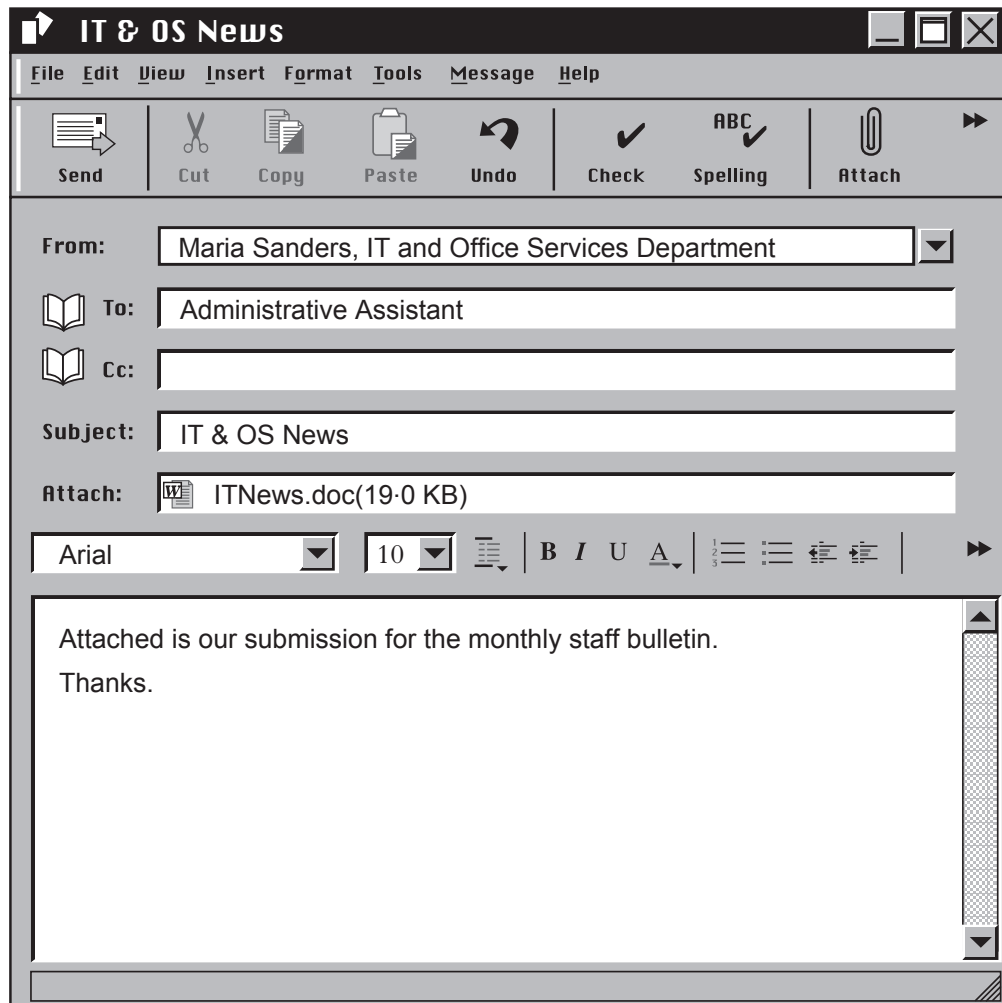 IT & OS News
File Edit View Insert Format Tools Message Help
Send Cut Copy Paste Undo Check ABC Spelling Attach
From: Maria Sanders, IT and Office Services Department
To: Administrative Assistant
Cc:
Subject: IT & OS News
Attach: ITNews.doc(19·0 KB)
Arial 10 B I U A
Attached is our submission for the monthly staff bulletin.
Thanks.